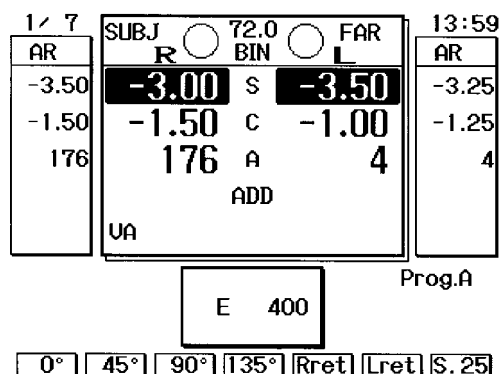 1/ 7 SUBJ 72.0 FAR 13:59
AR R BIN L AR
-3.50 -3.00 S -3.50 -3.25
-1.50 -1.50 C -1.00 -1.25
176 176 A 4 4
ADD
VA
Prog.A
E 400
0° 45° 90° 135° Rret Lret S.25